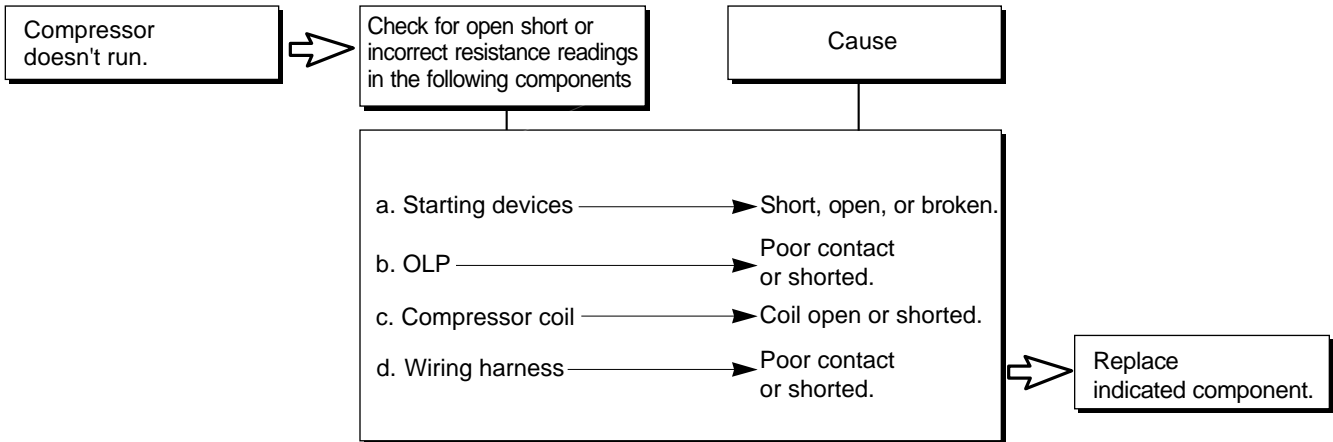 Compressor
doesn't run.
Check for open short or
incorrect resistance readings
in the following components
Cause
a. Starting devices
Short, open, or broken.
b. OLP
Poor contact
or shorted.
c. Compressor coil
Coil open or shorted.
d. Wiring harness
Poor contact
or shorted.
Replace
indicated component.